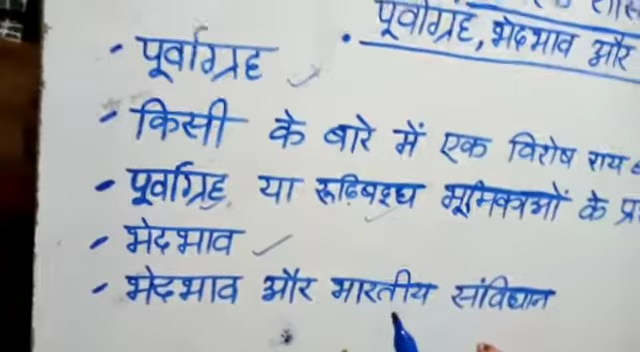 पूर्वाग्रह, भेदभाव और
पूर्वाग्रह
किसी के बारे में एक विशेष राय
पूर्वाग्रह या रूढ़िबद्ध भूमिकाओं के
भेदभाव
भेदभाव और भारतीय संविधान